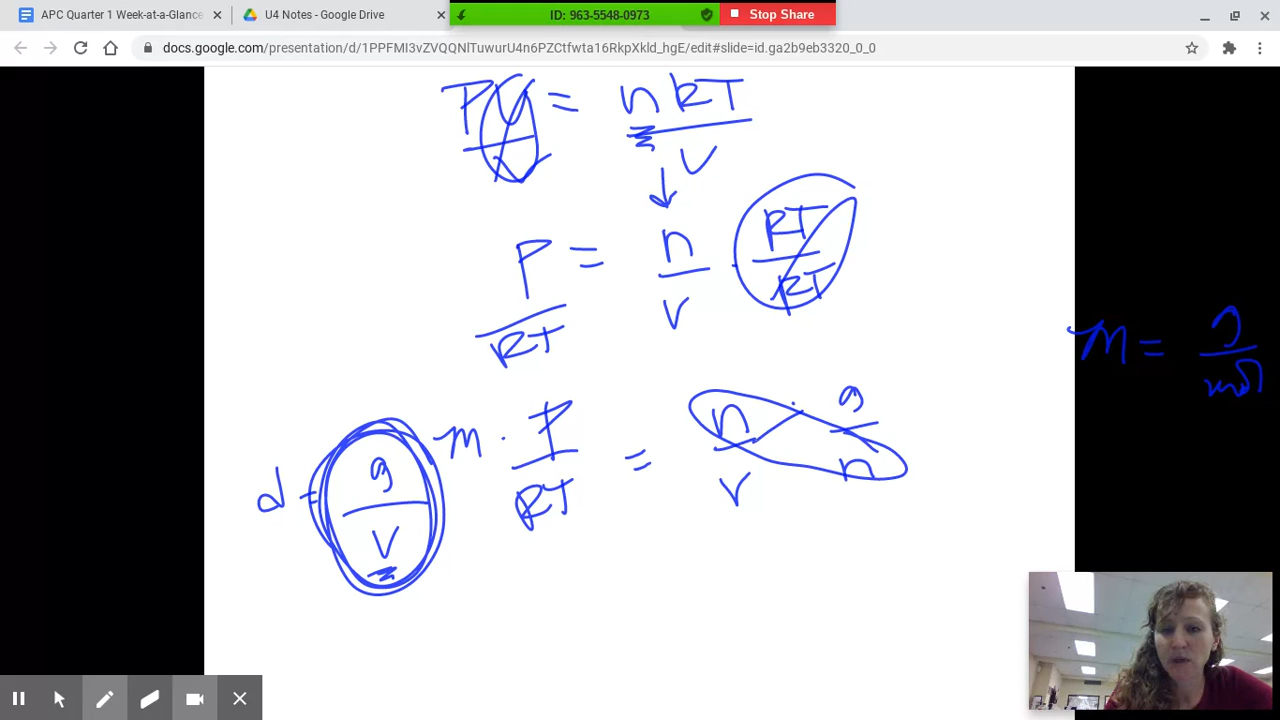 APC Quarter 1 Week-at-a-Glance
U4 Notes - Google Drive
ID: 963-5548-0973
Stop Share
docs.google.com/presentation/d/1PPFMI3vZVQQNlTuwurU4n6PZCtfwta16RkpXkld_hgE/edit#slide=id.ga2b9eb3320_0_0
PV = nRT
V V
P = n · RT
RT V RT
m = g
mol
d = g m · P = n · g
V RT V n